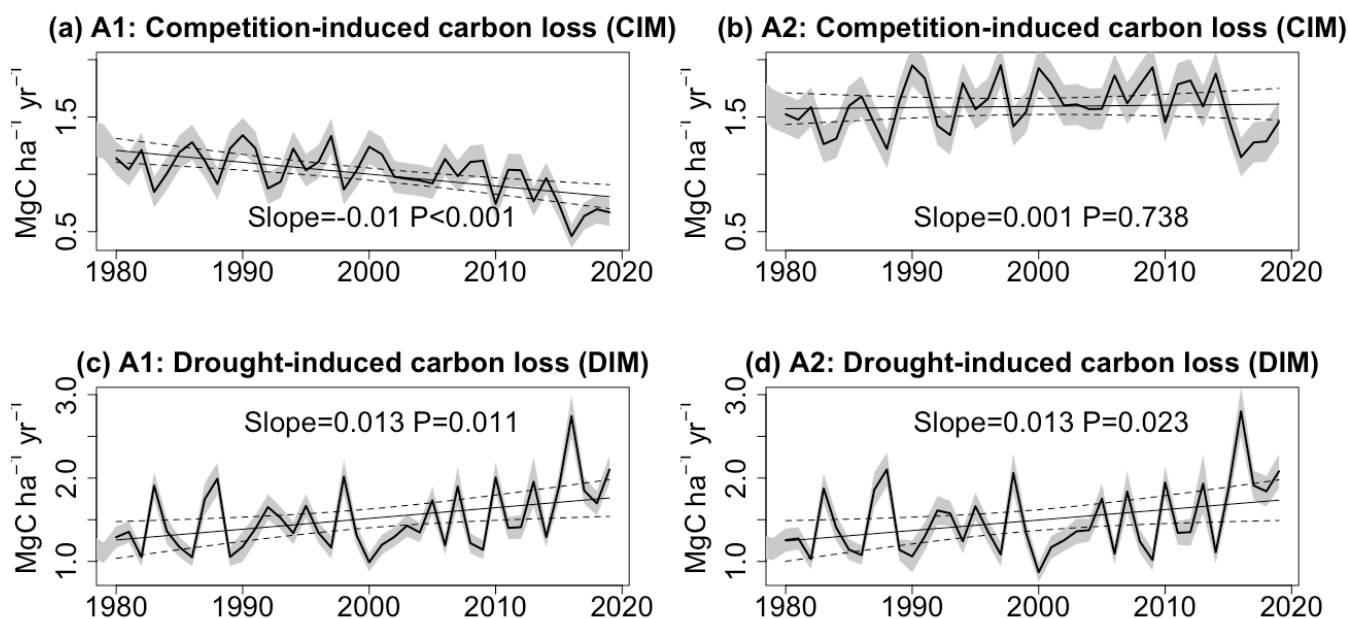 (a) A1: Competition-induced carbon loss (CIM)
MgC ha⁻¹ yr⁻¹
1.5
0.5
Slope=-0.01 P<0.001
1980 1990 2000 2010 2020
(b) A2: Competition-induced carbon loss (CIM)
MgC ha⁻¹ yr⁻¹
1.5
0.5
Slope=0.001 P=0.738
1980 1990 2000 2010 2020
(c) A1: Drought-induced carbon loss (DIM)
MgC ha⁻¹ yr⁻¹
3.0
2.0
1.0
Slope=0.013 P=0.011
1980 1990 2000 2010 2020
(d) A2: Drought-induced carbon loss (DIM)
MgC ha⁻¹ yr⁻¹
3.0
2.0
1.0
Slope=0.013 P=0.023
1980 1990 2000 2010 2020